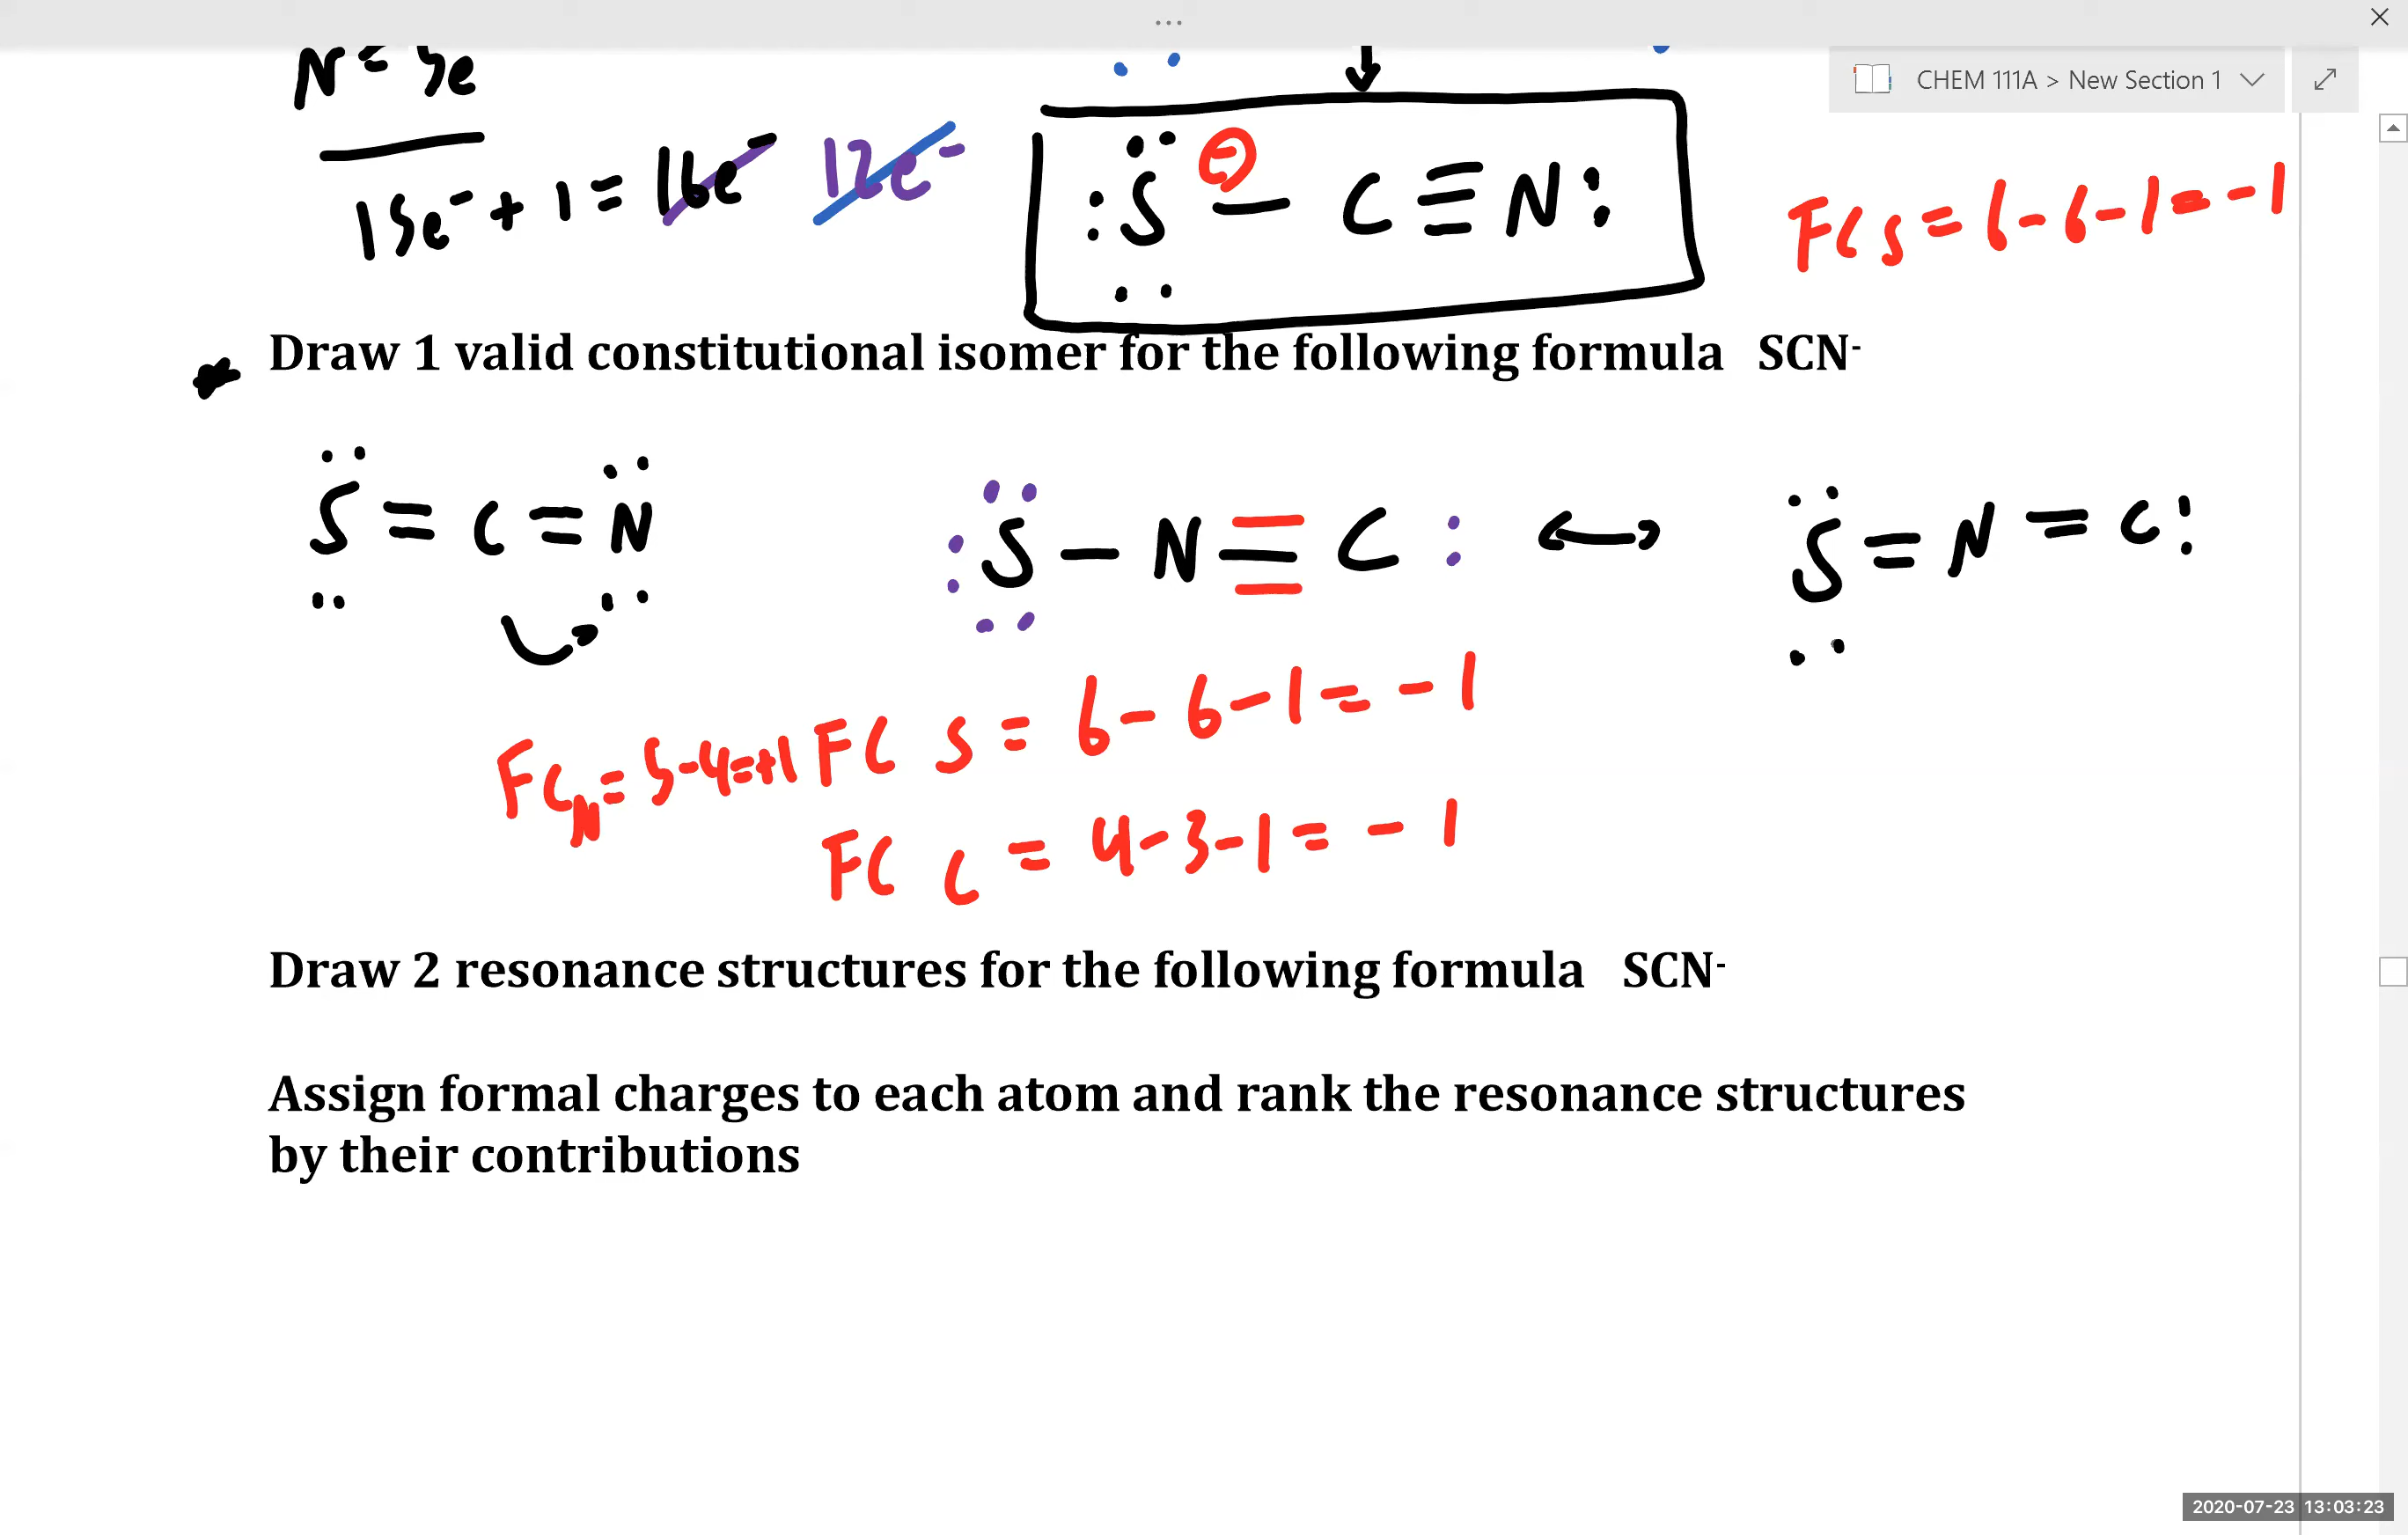 CHEM 111A > New Section 1
N = 5e
15e⁻ + 1 = 16e⁻ 12e⁻
:S̈ ⊖ — C ≡ N:
FC S = 6 - 6 - 1 = -1
Draw 1 valid constitutional isomer for the following formula SCN⁻
S = C = N
:S — N ≡ C : ↔ S = N = C:
FC S = 6 - 6 - 1 = -1
FC N = 5 - 4 = +1
FC C = 4 - 3 - 1 = -1
Draw 2 resonance structures for the following formula SCN⁻
Assign formal charges to each atom and rank the resonance structures
by their contributions
2020-07-23 13:03:23